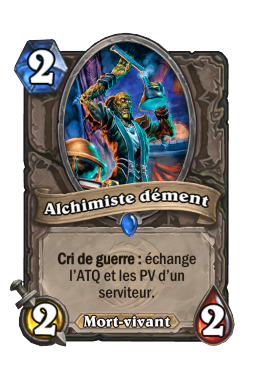 2
Alchimiste dément
Cri de guerre : échange
l'ATQ et les PV d'un
serviteur.
2
Mort-vivant
2